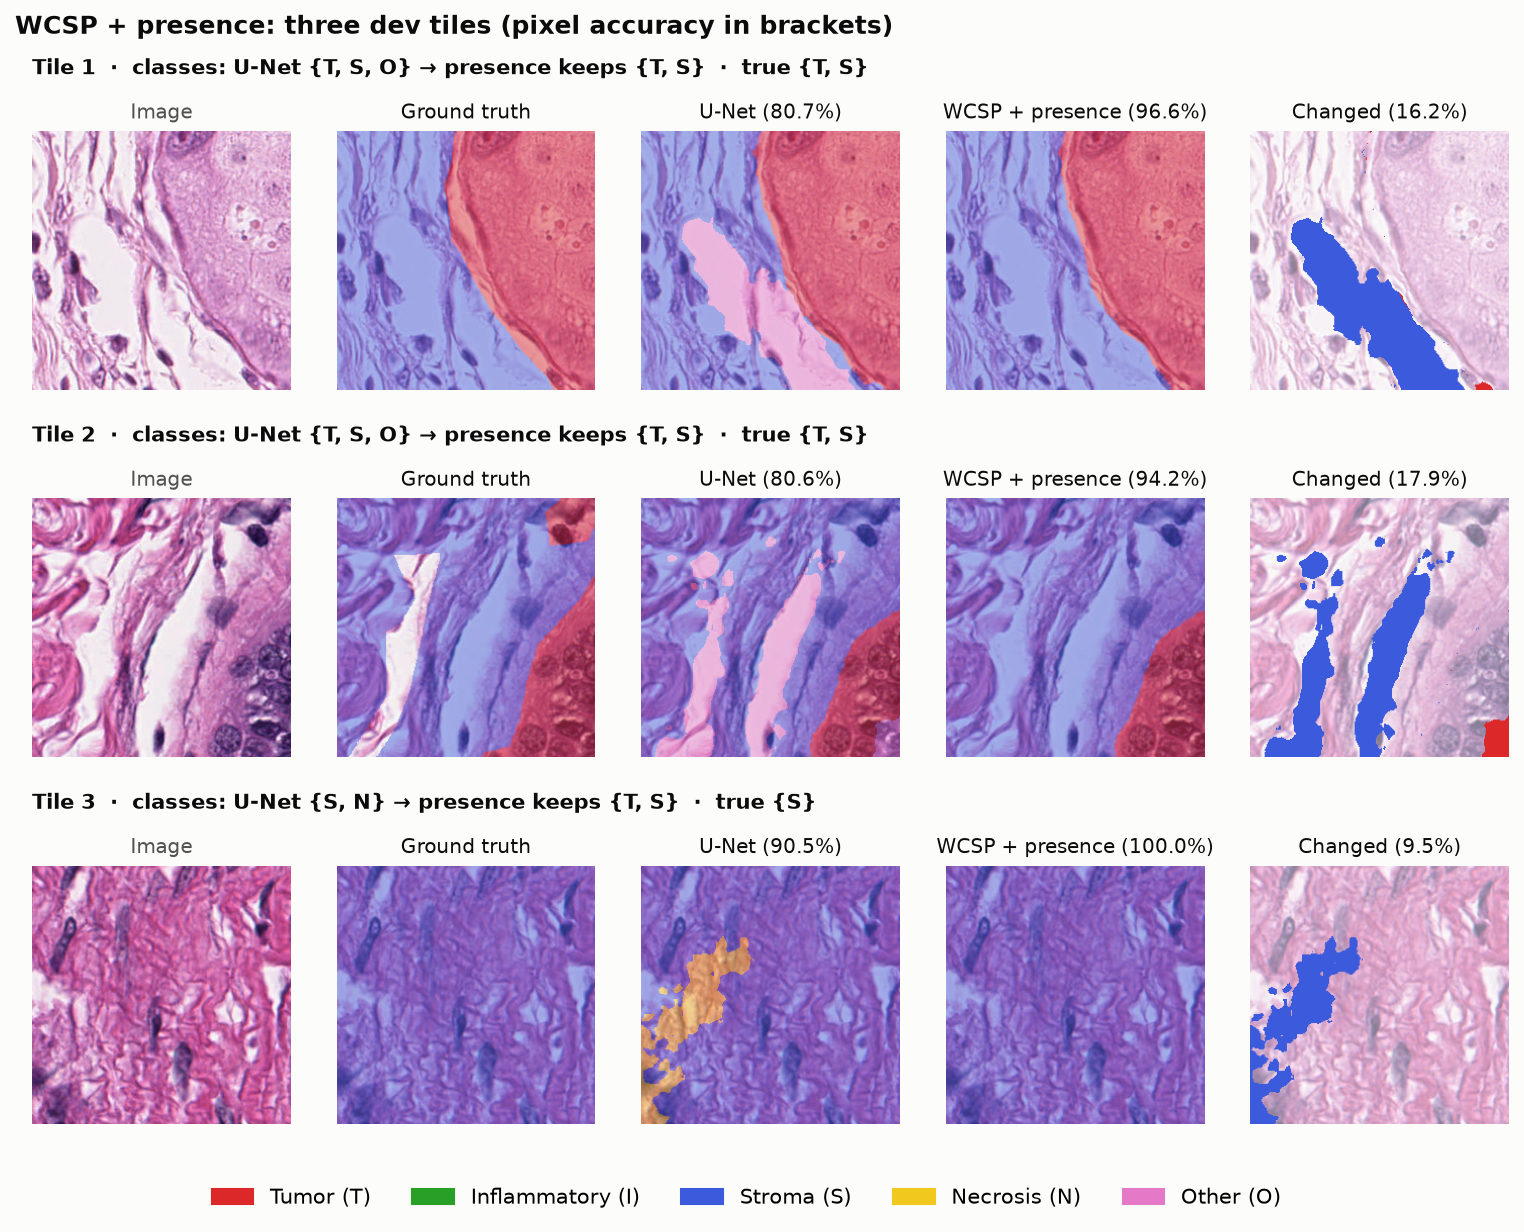 WCSP + presence: three dev tiles (pixel accuracy in brackets)
Tile 1 · classes: U-Net {T, S, O} → presence keeps {T, S} · true {T, S}
Image Ground truth U-Net (80.7%) WCSP + presence (96.6%) Changed (16.2%)
Tile 2 · classes: U-Net {T, S, O} → presence keeps {T, S} · true {T, S}
Image Ground truth U-Net (80.6%) WCSP + presence (94.2%) Changed (17.9%)
Tile 3 · classes: U-Net {S, N} → presence keeps {T, S} · true {S}
Image Ground truth U-Net (90.5%) WCSP + presence (100.0%) Changed (9.5%)
Tumor (T) Inflammatory (I) Stroma (S) Necrosis (N) Other (O)